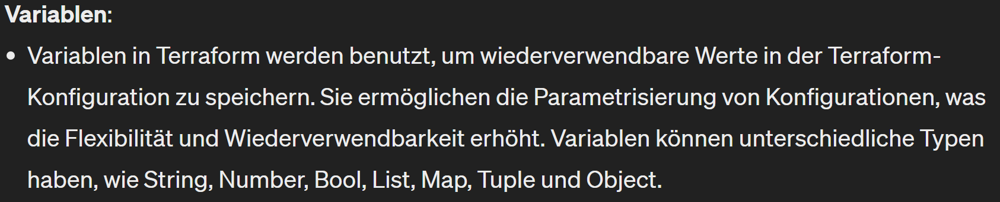 Variablen:
• Variablen in Terraform werden benutzt, um wiederverwendbare Werte in der Terraform-
Konfiguration zu speichern. Sie ermöglichen die Parametrisierung von Konfigurationen, was
die Flexibilität und Wiederverwendbarkeit erhöht. Variablen können unterschiedliche Typen
haben, wie String, Number, Bool, List, Map, Tuple und Object.